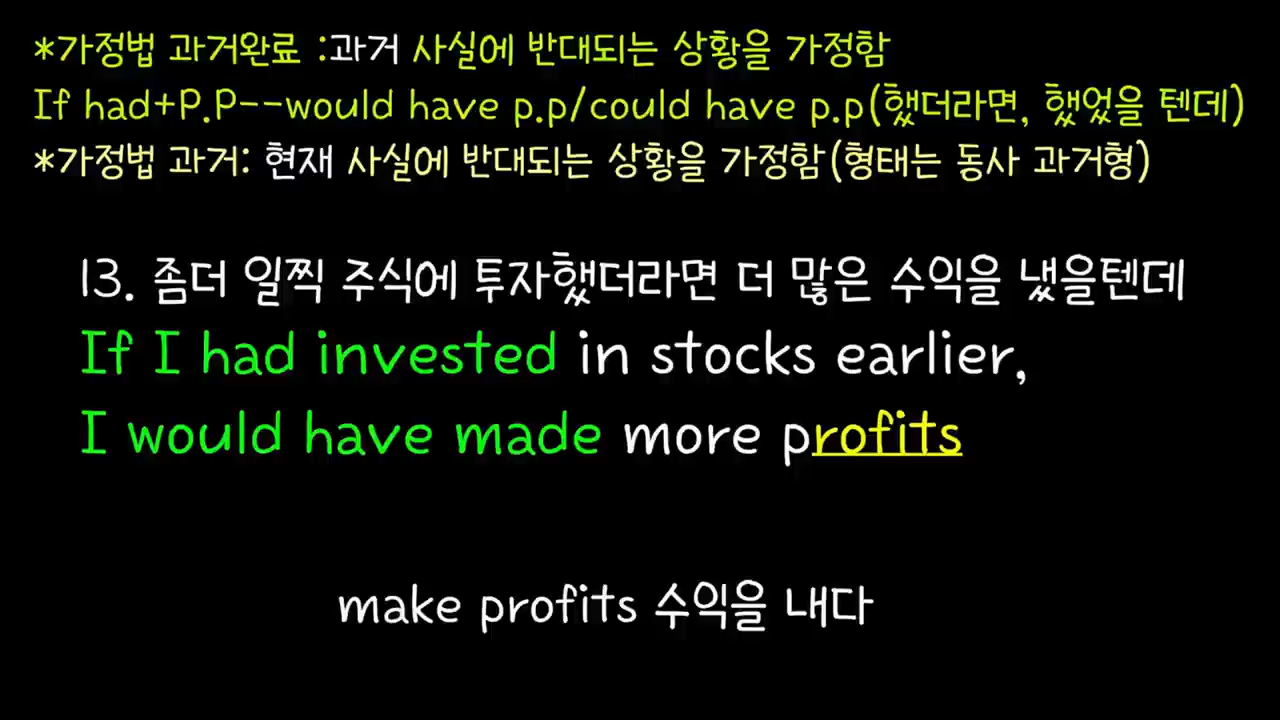 *가정법 과거완료 :과거 사실에 반대되는 상황을 가정함
If had+P.P--would have p.p/could have p.p(했더라면, 했었을 텐데)
*가정법 과거: 현재 사실에 반대되는 상황을 가정함(형태는 동사 과거형)
13. 좀더 일찍 주식에 투자했더라면 더 많은 수익을 냈을텐데
If I had invested in stocks earlier,
I would have made more profits
make profits 수익을 내다